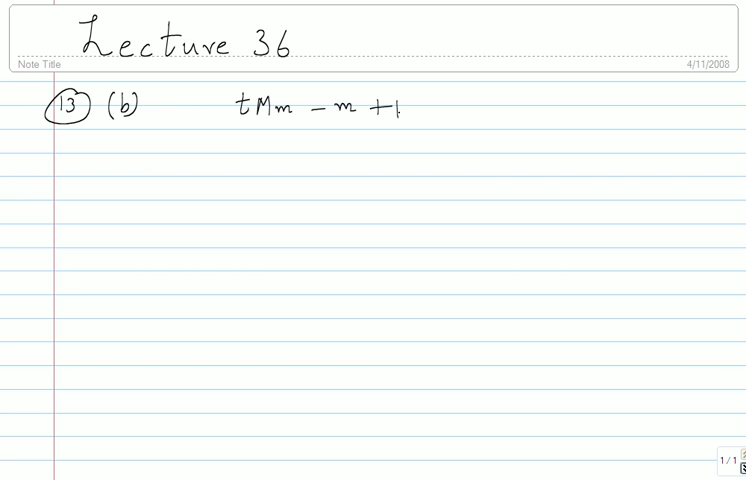 Lecture 36
Note Title
4/11/2008
13 (b) tMm - m + 1
1 / 1